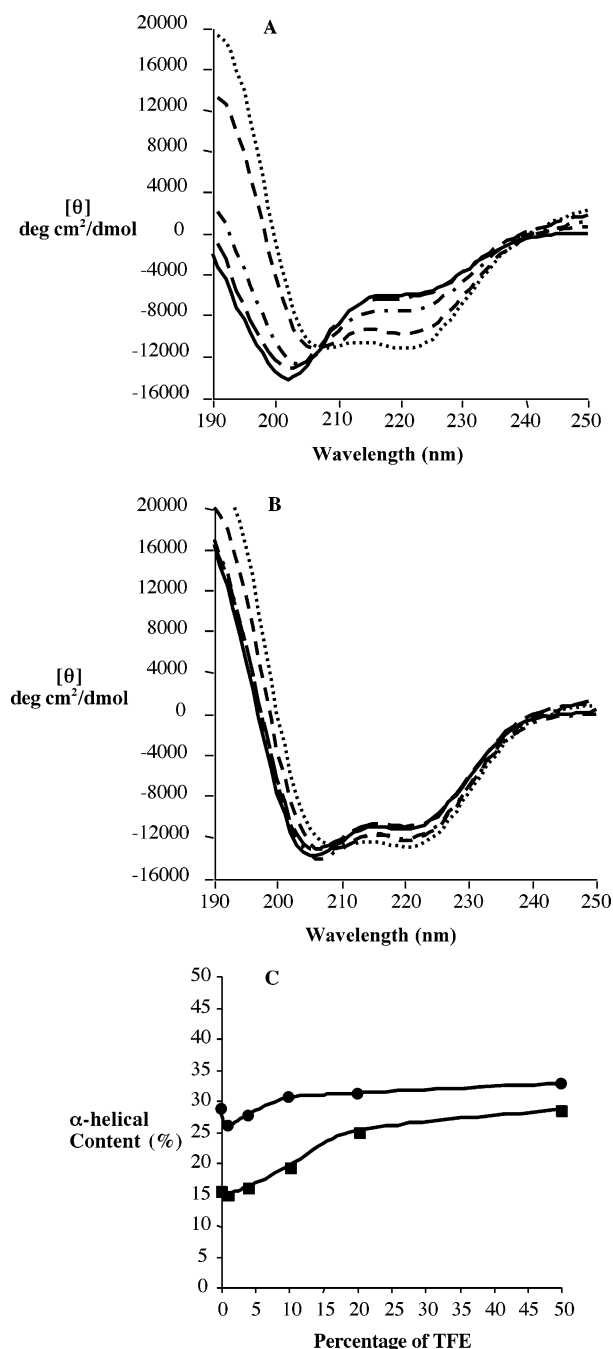 A
20000
16000
12000
8000
4000
0
-4000
-8000
-12000
-16000
[θ]
deg cm²/dmol
190 200 210 220 230 240 250
Wavelength (nm)
B
20000
16000
12000
8000
4000
0
-4000
-8000
-12000
-16000
[θ]
deg cm²/dmol
190 200 210 220 230 240 250
Wavelength (nm)
C
50
45
40
35
30
25
20
15
10
5
0
α-helical
Content (%)
0 5 10 15 20 25 30 35 40 45 50
Percentage of TFE